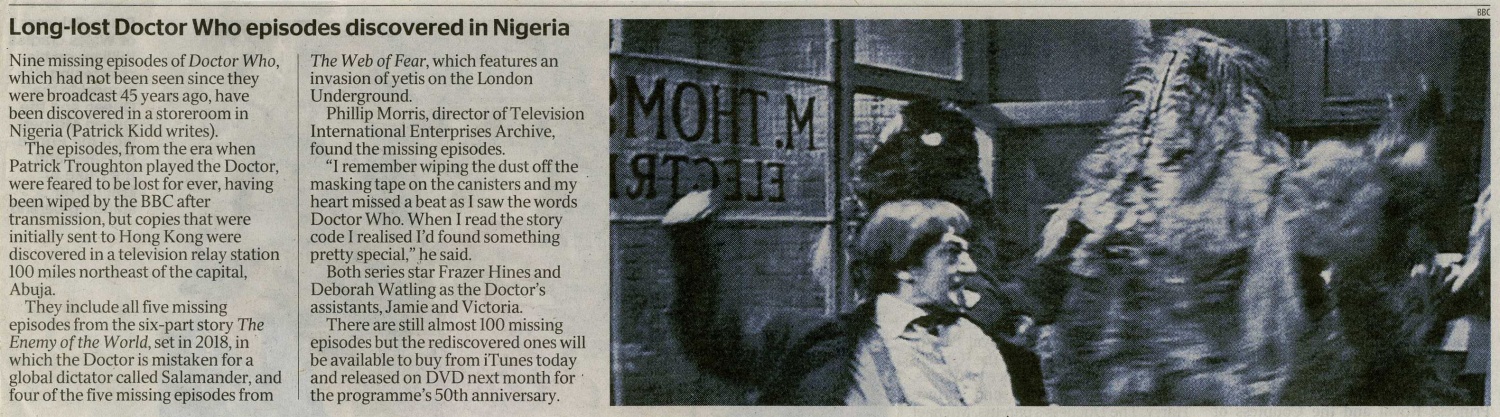 BBC
Long-lost Doctor Who episodes discovered in Nigeria
Nine missing episodes of Doctor Who,
which had not been seen since they
were broadcast 45 years ago, have
been discovered in a storeroom in
Nigeria (Patrick Kidd writes).
The episodes, from the era when
Patrick Troughton played the Doctor,
were feared to be lost for ever, having
been wiped by the BBC after
transmission, but copies that were
initially sent to Hong Kong were
discovered in a television relay station
100 miles northeast of the capital,
Abuja.
They include all five missing
episodes from the six-part story The
Enemy of the World, set in 2018, in
which the Doctor is mistaken for a
global dictator called Salamander, and
four of the five missing episodes from
The Web of Fear, which features an
invasion of yetis on the London
Underground.
Phillip Morris, director of Television
International Enterprises Archive,
found the missing episodes.
“I remember wiping the dust off the
masking tape on the canisters and my
heart missed a beat as I saw the words
Doctor Who. When I read the story
code I realised I’d found something
pretty special,” he said.
Both series star Frazer Hines and
Deborah Watling as the Doctor’s
assistants, Jamie and Victoria.
There are still almost 100 missing
episodes but the rediscovered ones will
be available to buy from iTunes today
and released on DVD next month for
the programme’s 50th anniversary.
M. THOM
ELECTR